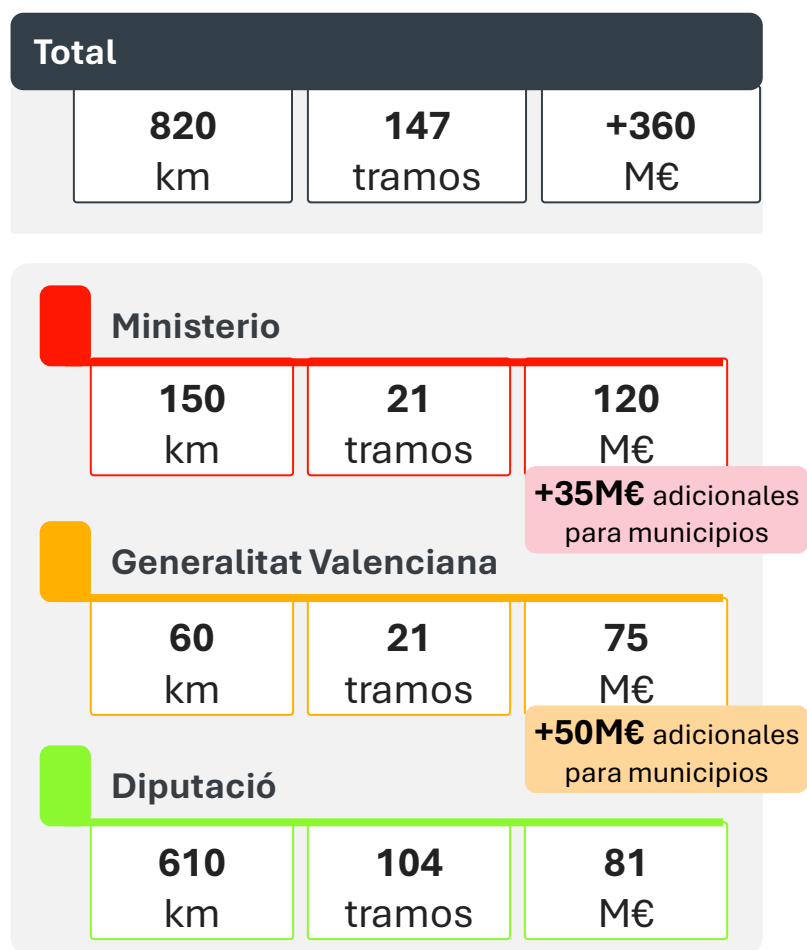 Total
820
km
147
tramos
+360
M€
Ministerio
150
km
21
tramos
120
M€
+35M€ adicionales
para municipios
Generalitat Valenciana
60
km
21
tramos
75
M€
+50M€ adicionales
para municipios
Diputació
610
km
104
tramos
81
M€